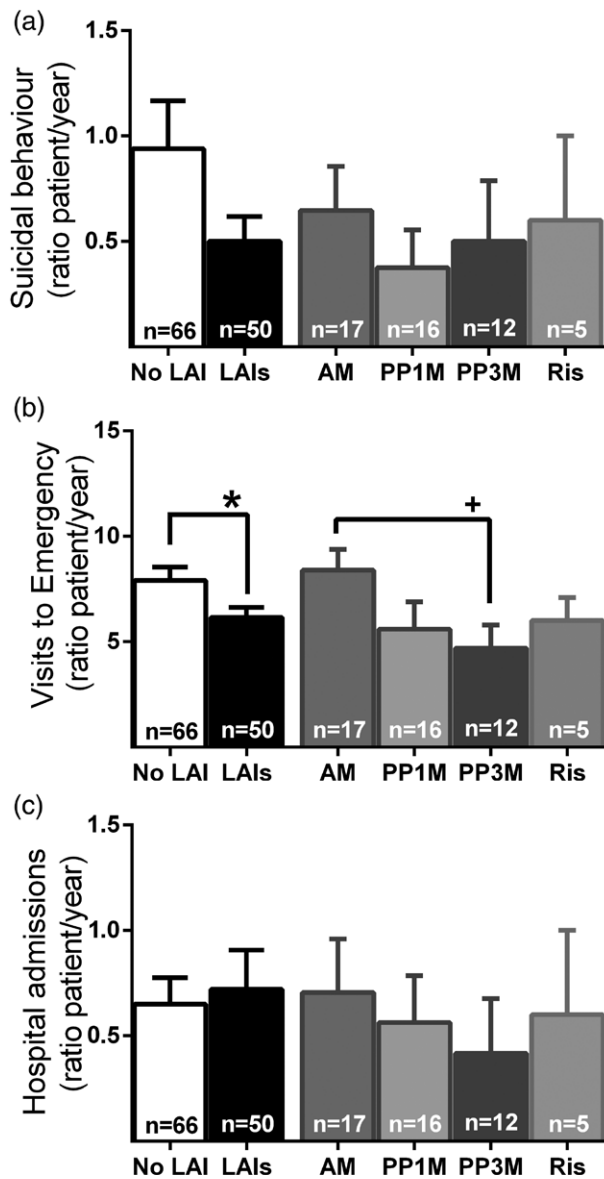 (a)
Suicidal behaviour
(ratio patient/year)
1.5
1.0
0.5
n=66 n=50 n=17 n=16 n=12 n=5
No LAI LAIs AM PP1M PP3M Ris
(b)
Visits to Emergency
(ratio patient/year)
15
10
5
* +
n=66 n=50 n=17 n=16 n=12 n=5
No LAI LAIs AM PP1M PP3M Ris
(c)
Hospital admissions
(ratio patient/year)
1.5
1.0
0.5
n=66 n=50 n=17 n=16 n=12 n=5
No LAI LAIs AM PP1M PP3M Ris